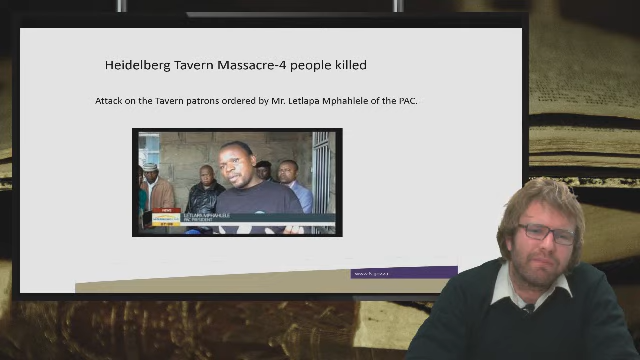 Heidelberg Tavern Massacre-4 people killed
Attack on the Tavern patrons ordered by Mr. Letlapa Mphahlele of the PAC.
LETLAPA MPHAHLELE
PAC PRESIDENT